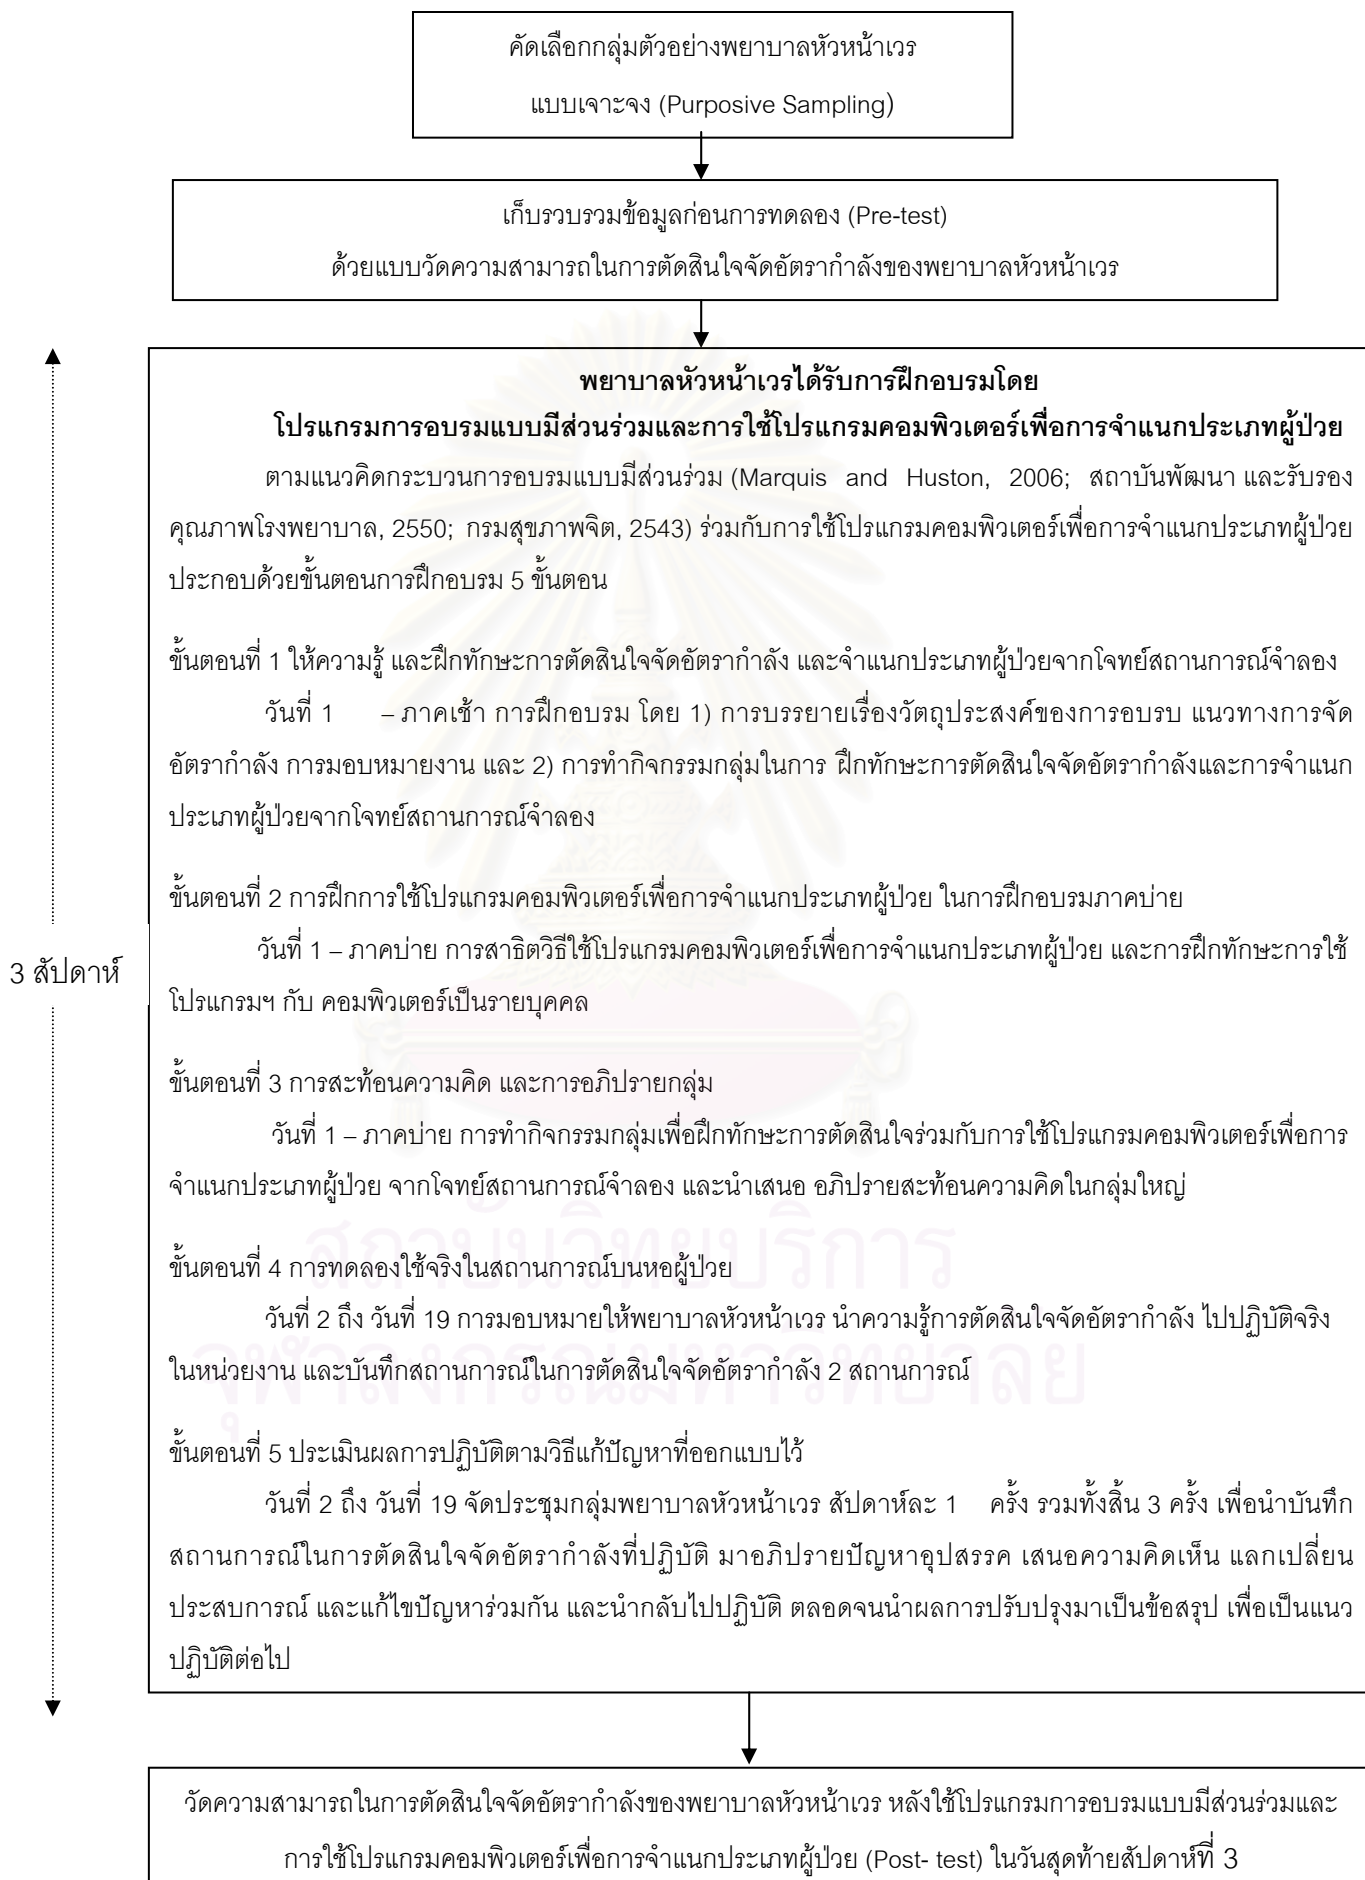 คัดเลือกกลุ่มตัวอย่างพยาบาลหัวหน้าเวร
แบบเจาะจง (Purposive Sampling)
เก็บรวบรวมข้อมูลก่อนการทดลอง (Pre-test)
ด้วยแบบวัดความสามารถในการตัดสินใจจัดอัตรากำลังของพยาบาลหัวหน้าเวร
พยาบาลหัวหน้าเวรได้รับการฝึกอบรมโดย
โปรแกรมการอบรมแบบมีส่วนร่วมและการใช้โปรแกรมคอมพิวเตอร์เพื่อการจำแนกประเภทผู้ป่วย
ตามแนวคิดกระบวนการอบรมแบบมีส่วนร่วม (Marquis and Huston, 2006; สถาบันพัฒนา และรับรอง
คุณภาพโรงพยาบาล, 2550; กรมสุขภาพจิต, 2543) ร่วมกับการใช้โปรแกรมคอมพิวเตอร์เพื่อการจำแนกประเภทผู้ป่วย
ประกอบด้วยขั้นตอนการฝึกอบรม 5 ขั้นตอน
ขั้นตอนที่ 1 ให้ความรู้ และฝึกทักษะการตัดสินใจจัดอัตรากำลัง และจำแนกประเภทผู้ป่วยจากโจทย์สถานการณ์จำลอง
วันที่ 1 – ภาคเช้า การฝึกอบรม โดย 1) การบรรยายเรื่องวัตถุประสงค์ของการอบรบ แนวทางการจัด
อัตรากำลัง การมอบหมายงาน และ 2) การทำกิจกรรมกลุ่มในการ ฝึกทักษะการตัดสินใจจัดอัตรากำลังและการจำแนก
ประเภทผู้ป่วยจากโจทย์สถานการณ์จำลอง
ขั้นตอนที่ 2 การฝึกการใช้โปรแกรมคอมพิวเตอร์เพื่อการจำแนกประเภทผู้ป่วย ในการฝึกอบรมภาคบ่าย
วันที่ 1 – ภาคบ่าย การสาธิตวิธีใช้โปรแกรมคอมพิวเตอร์เพื่อการจำแนกประเภทผู้ป่วย และการฝึกทักษะการใช้
3 สัปดาห์
โปรแกรมฯ กับ คอมพิวเตอร์เป็นรายบุคคล
ขั้นตอนที่ 3 การสะท้อนความคิด และการอภิปรายกลุ่ม
วันที่ 1 – ภาคบ่าย การทำกิจกรรมกลุ่มเพื่อฝึกทักษะการตัดสินใจร่วมกับการใช้โปรแกรมคอมพิวเตอร์เพื่อการ
จำแนกประเภทผู้ป่วย จากโจทย์สถานการณ์จำลอง และนำเสนอ อภิปรายสะท้อนความคิดในกลุ่มใหญ่
สถาบันวิทยบริการ
ขั้นตอนที่ 4 การทดลองใช้จริงในสถานการณ์บนหอผู้ป่วย
วันที่ 2 ถึง วันที่ 19 การมอบหมายให้พยาบาลหัวหน้าเวร นำความรู้การตัดสินใจจัดอัตรากำลัง ไปปฏิบัติจริง
ในหน่วยงาน และบันทึกสถานการณ์ในการตัดสินใจจัดอัตรากำลัง 2 สถานการณ์
จุฬาลงกรณ์มหาวิทยาลัย
ขั้นตอนที่ 5 ประเมินผลการปฏิบัติตามวิธีแก้ปัญหาที่ออกแบบไว้
วันที่ 2 ถึง วันที่ 19 จัดประชุมกลุ่มพยาบาลหัวหน้าเวร สัปดาห์ละ 1 ครั้ง รวมทั้งสิ้น 3 ครั้ง เพื่อนำบันทึก
สถานการณ์ในการตัดสินใจจัดอัตรากำลังที่ปฏิบัติ มาอภิปรายปัญหาอุปสรรค เสนอความคิดเห็น แลกเปลี่ยน
ประสบการณ์ และแก้ไขปัญหาร่วมกัน และนำกลับไปปฏิบัติ ตลอดจนนำผลการปรับปรุงมาเป็นข้อสรุป เพื่อเป็นแนว
ปฏิบัติต่อไป
วัดความสามารถในการตัดสินใจจัดอัตรากำลังของพยาบาลหัวหน้าเวร หลังใช้โปรแกรมการอบรมแบบมีส่วนร่วมและ
การใช้โปรแกรมคอมพิวเตอร์เพื่อการจำแนกประเภทผู้ป่วย (Post- test) ในวันสุดท้ายสัปดาห์ที่ 3